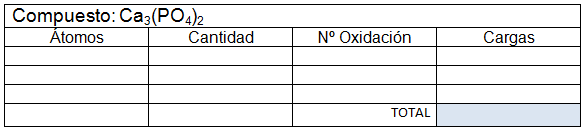 Compuesto: Ca₃(PO₄)₂
Átomos Cantidad Nº Oxidación Cargas
TOTAL